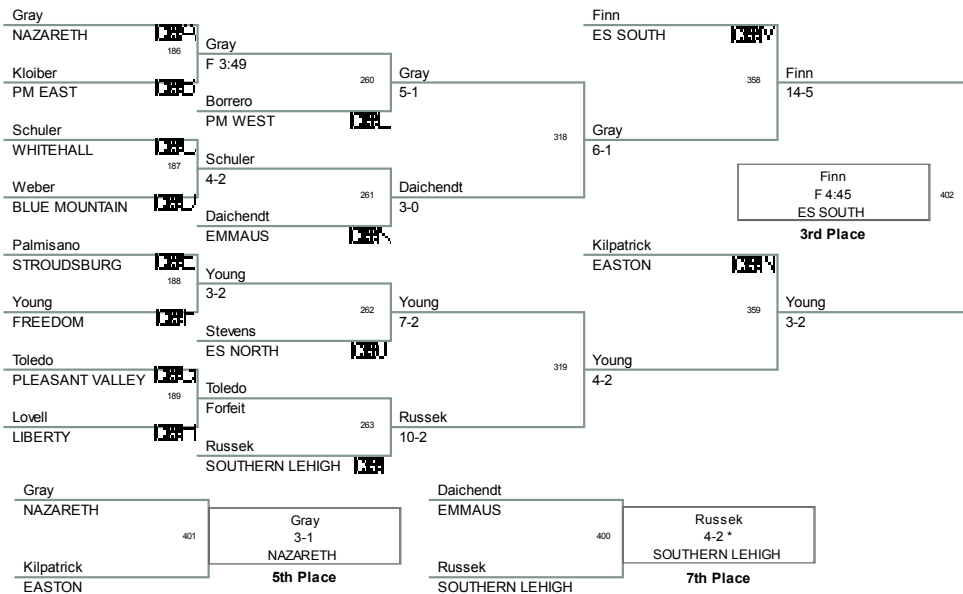 Gray
NAZARETH
186
Kloiber
PM EAST
Gray
F 3:49
260
Borrero
PM WEST
Gray
5-1
Schuler
WHITEHALL
187
Weber
BLUE MOUNTAIN
Schuler
4-2
261
Daichendt
EMMAUS
Daichendt
3-0
318
Gray
6-1
Finn
ES SOUTH
358
Finn
14-5
Finn
F 4:45
ES SOUTH
402
3rd Place
Palmisano
STROUDSBURG
188
Young
FREEDOM
Young
3-2
262
Stevens
ES NORTH
Young
7-2
Toledo
PLEASANT VALLEY
189
Lovell
LIBERTY
Toledo
Forfeit
263
Russek
SOUTHERN LEHIGH
Russek
10-2
319
Young
4-2
Kilpatrick
EASTON
359
Young
3-2
Gray
NAZARETH
401
Kilpatrick
EASTON
Gray
3-1
NAZARETH
5th Place
Daichendt
EMMAUS
400
Russek
SOUTHERN LEHIGH
Russek
4-2 *
SOUTHERN LEHIGH
7th Place